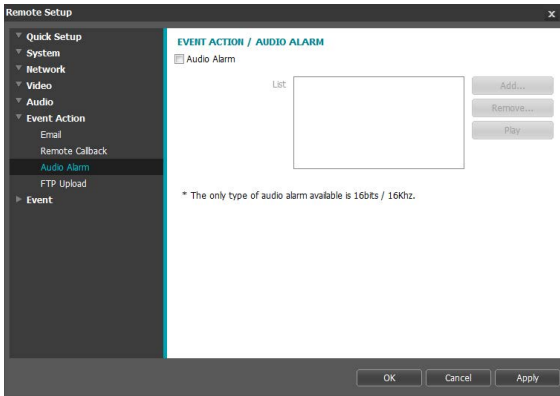 Remote Setup
x
Quick Setup
System
Network
Video
Audio
Event Action
Email
Remote Calback
Audio Alarm
FTP Upload
Event
EVENT ACTION / AUDIO ALARM
Audio Alarm
List
Add...
Remove...
Play
* The only type of audio alarm available is 16bits / 16Khz.
OK
Cancel
Apply